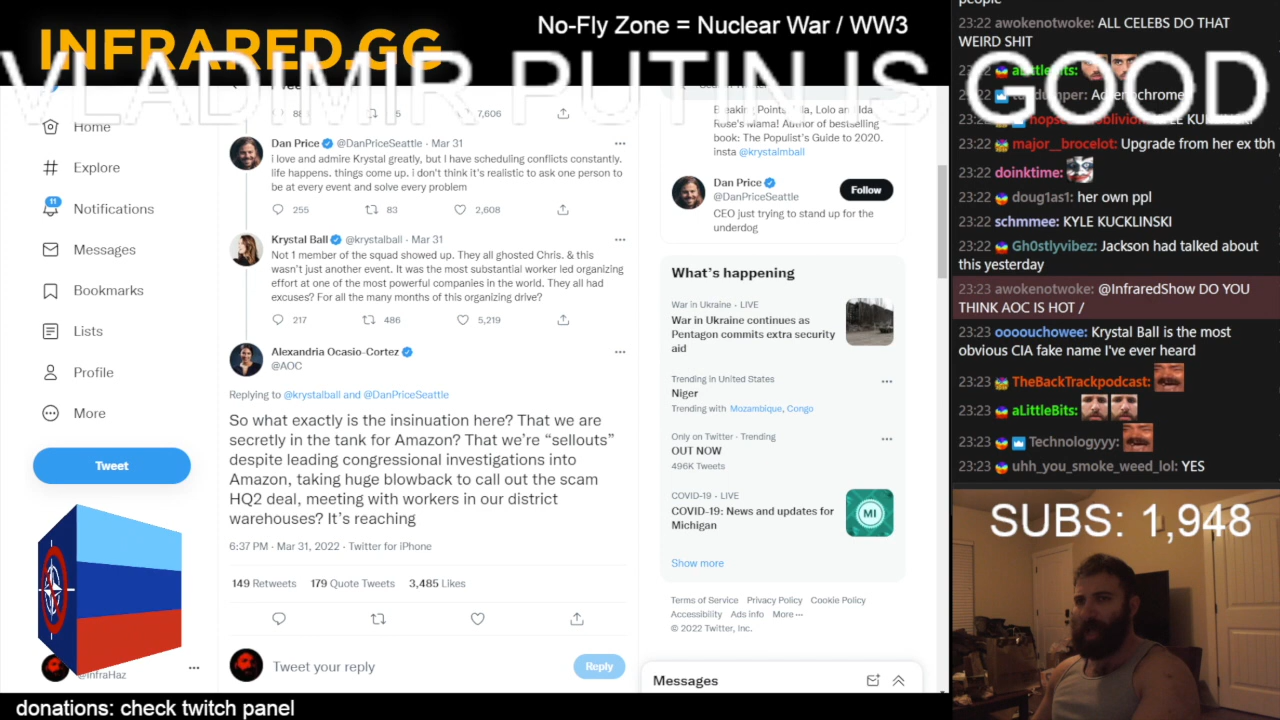 INFRARED.GG
No-Fly Zone = Nuclear War / WW3
VLADIMIR PUTIN IS GOOD
Home
Explore
11
Notifications
Messages
Bookmarks
Lists
Profile
More
Tweet
@InfraHaz
7,606
Dan Price @DanPriceSeattle · Mar 31
i love and admire Krystal greatly, but I have scheduling conflicts constantly.
life happens. things come up. i don't think it's realistic to ask one person to
be at every event and solve every problem
255 83 2,608
Krystal Ball @krystalball · Mar 31
Not 1 member of the squad showed up. They all ghosted Chris. & this
wasn't just another event. It was the most substantial worker led organizing
effort at one of the most powerful companies in the world. They all had
excuses? For all the many months of this organizing drive?
217 486 5,219
Alexandria Ocasio-Cortez
@AOC
Replying to @krystalball and @DanPriceSeattle
So what exactly is the insinuation here? That we are
secretly in the tank for Amazon? That we're “sellouts”
despite leading congressional investigations into
Amazon, taking huge blowback to call out the scam
HQ2 deal, meeting with workers in our district
warehouses? It's reaching
6:37 PM · Mar 31, 2022 · Twitter for iPhone
149 Retweets 179 Quote Tweets 3,485 Likes
Tweet your reply
Reply
Breaking Points, Ella, Lolo and Ida
Rose's Mama! Author of bestselling
book: The Populist's Guide to 2020.
insta @krystalmball
Dan Price
@DanPriceSeattle
Follow
CEO just trying to stand up for the
underdog
What's happening
War in Ukraine · LIVE
War in Ukraine continues as
Pentagon commits extra security
aid
Trending in United States
Niger
Trending with Mozambique, Congo
Only on Twitter · Trending
OUT NOW
496K Tweets
COVID-19 · LIVE
COVID-19: News and updates for
Michigan
MI
Show more
Terms of Service Privacy Policy Cookie Policy
Accessibility Ads info More
© 2022 Twitter, Inc.
Messages
people
23:22 awokenotwoke: ALL CELEBS DO THAT
WEIRD SHIT
23:22 aLittleBits:
23:22 major__brocelot: Upgrade from her ex tbh
23:22 doinktime:
23:22 doug1as1: her own ppl
23:22 schmmee: KYLE KUCKLINSKI
23:22 Gh0stlyvibez: Jackson had talked about
this yesterday
23:23 awokenotwoke: @InfraredShow DO YOU
THINK AOC IS HOT /
23:23 oooouchowee: Krystal Ball is the most
obvious CIA fake name I've ever heard
23:23 TheBackTrackpodcast:
23:23 aLittleBits:
23:23 Technologyyy:
23:23 uhh_you_smoke_weed_lol: YES
SUBS: 1,948
donations: check twitch panel